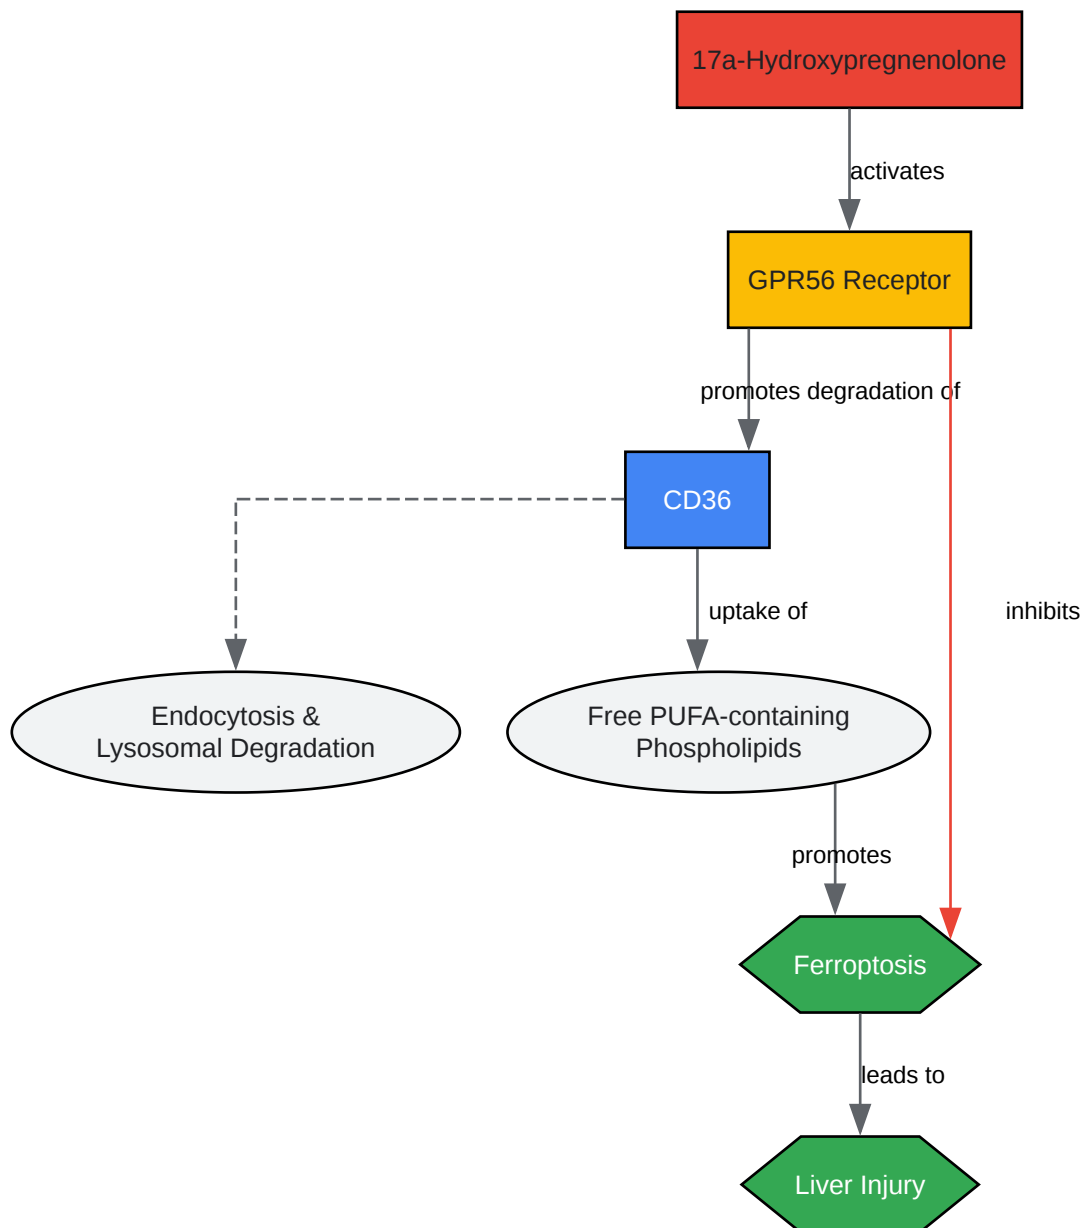 17a-Hydroxypregnenolone
activates
GPR56 Receptor
promotes degradation of
CD36
uptake of
inhibits
Endocytosis &
Lysosomal Degradation
Free PUFA-containing
Phospholipids
promotes
Ferroptosis
leads to
Liver Injury